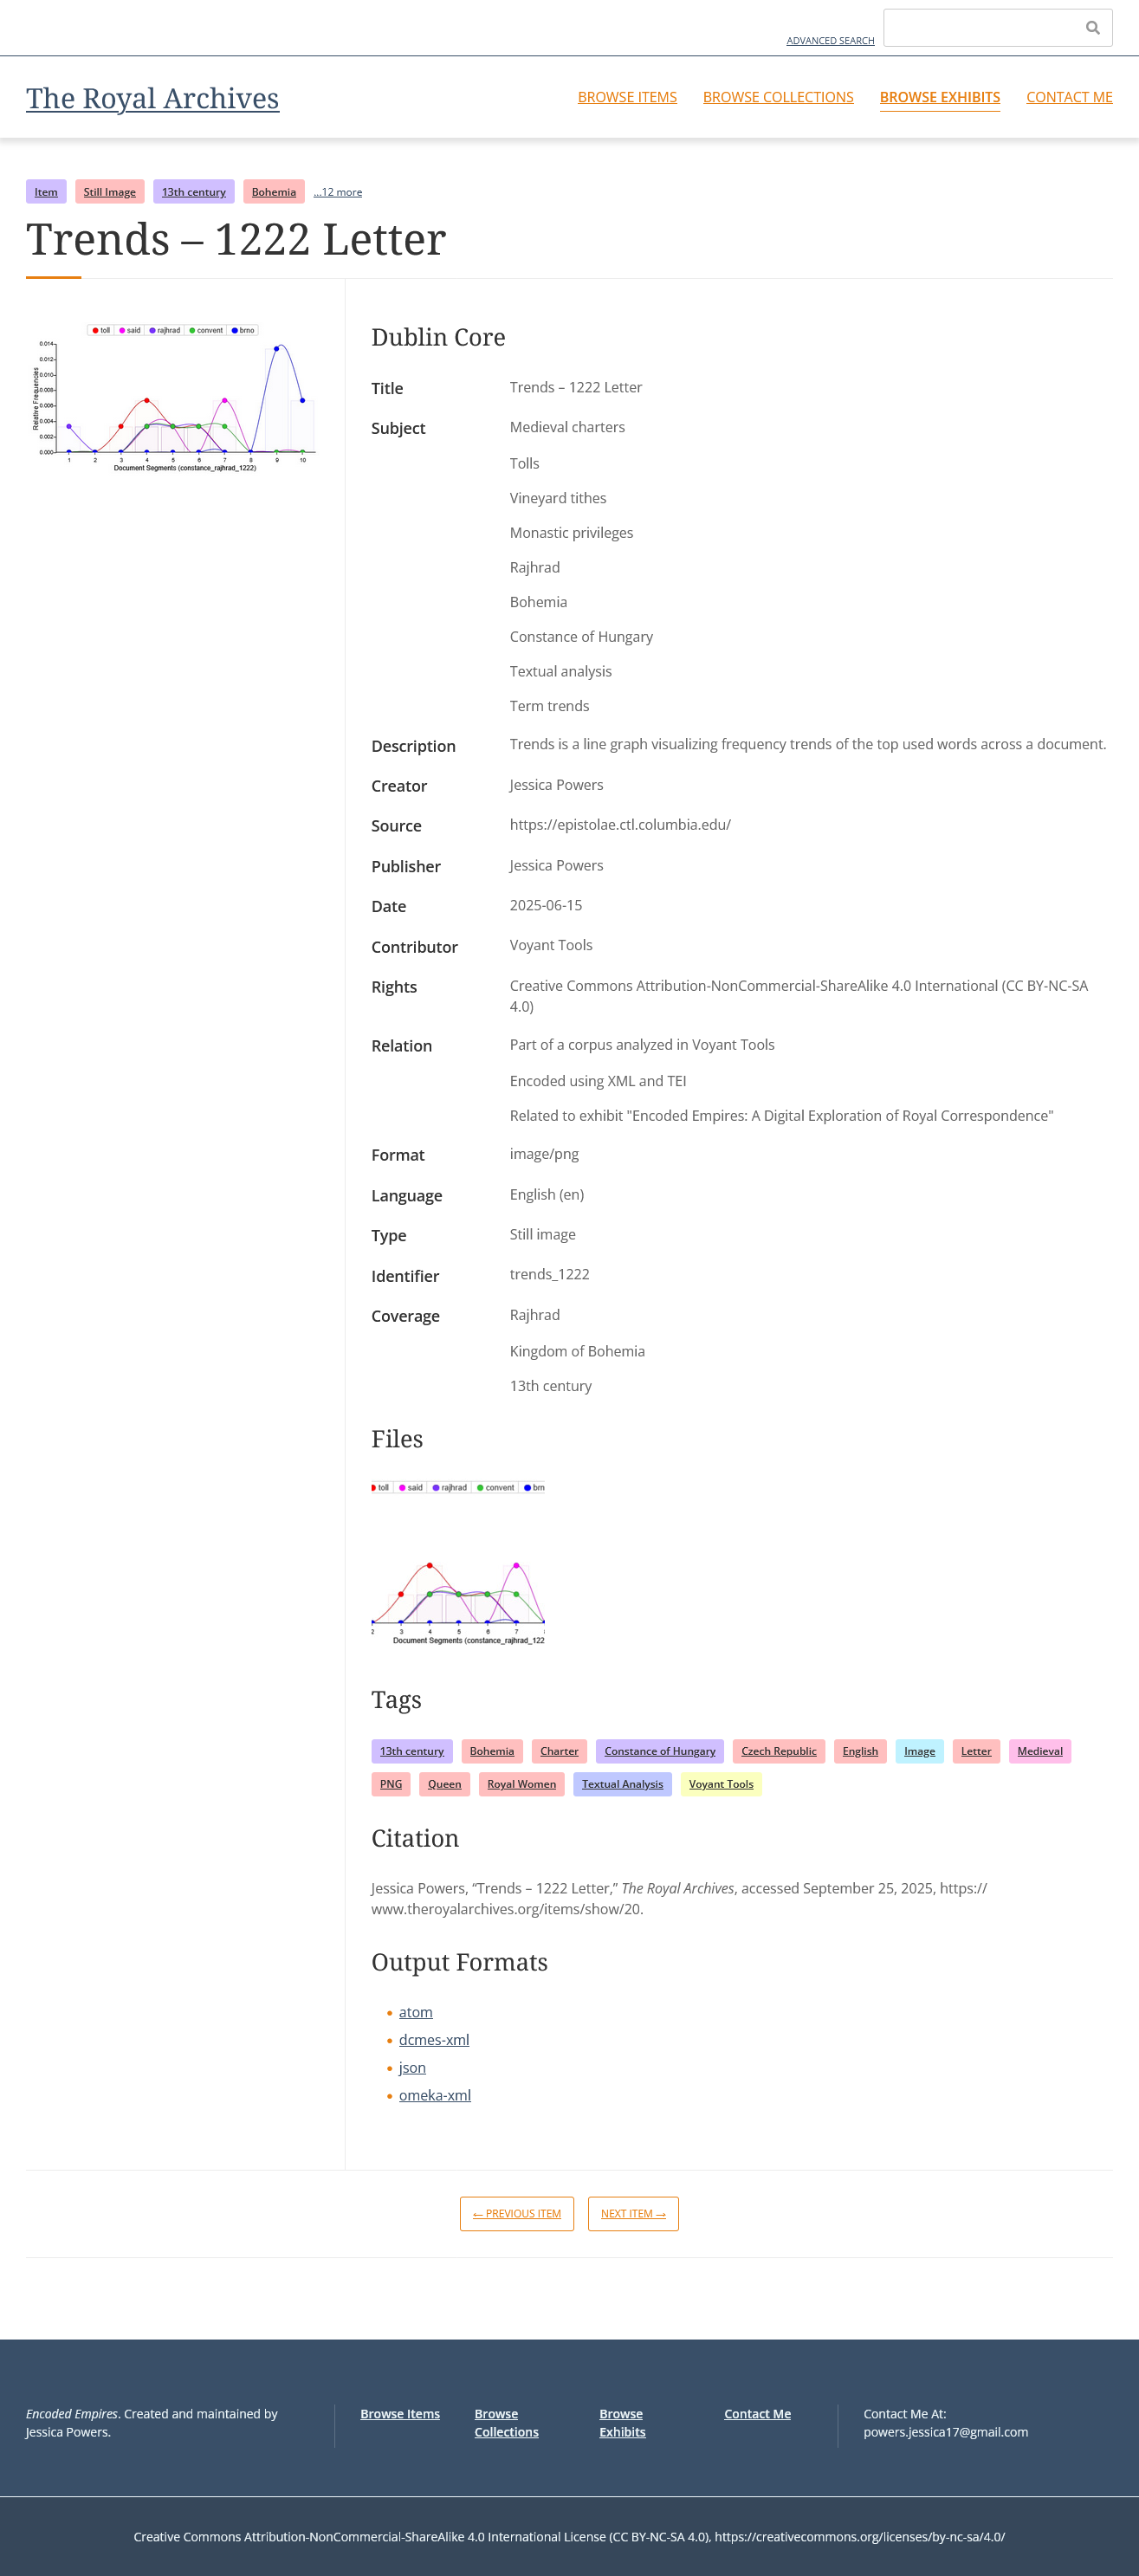 ADVANCED SEARCH
The Royal Archives
BROWSE ITEMS
BROWSE COLLECTIONS
BROWSE EXHIBITS
CONTACT ME
Item Still Image 13th century Bohemia ...12 more
Trends – 1222 Letter
toll said rajhrad convent brno
0.014
0.012
0.010
0.008
0.006
0.004
0.002
0.000
Relative Frequencies
1 2 3 4 5 6 7 8 9 10
Document Segments (constance_rajhrad_1222)
Dublin Core
Title
Trends – 1222 Letter
Subject
Medieval charters
Tolls
Vineyard tithes
Monastic privileges
Rajhrad
Bohemia
Constance of Hungary
Textual analysis
Term trends
Description
Trends is a line graph visualizing frequency trends of the top used words across a document.
Creator
Jessica Powers
Source
https://epistolae.ctl.columbia.edu/
Publisher
Jessica Powers
Date
2025-06-15
Contributor
Voyant Tools
Rights
Creative Commons Attribution-NonCommercial-ShareAlike 4.0 International (CC BY-NC-SA
4.0)
Relation
Part of a corpus analyzed in Voyant Tools
Encoded using XML and TEI
Related to exhibit "Encoded Empires: A Digital Exploration of Royal Correspondence"
Format
image/png
Language
English (en)
Type
Still image
Identifier
trends_1222
Coverage
Rajhrad
Kingdom of Bohemia
13th century
Files
toll said rajhrad convent brn
2 3 4 5 6 7
Document Segments (constance_rajhrad_122
Tags
13th century Bohemia Charter Constance of Hungary Czech Republic English Image Letter Medieval
PNG Queen Royal Women Textual Analysis Voyant Tools
Citation
Jessica Powers, “Trends – 1222 Letter,” The Royal Archives, accessed September 25, 2025, https://
www.theroyalarchives.org/items/show/20.
Output Formats
atom
dcmes-xml
json
omeka-xml
← PREVIOUS ITEM
NEXT ITEM →
Encoded Empires. Created and maintained by
Jessica Powers.
Browse Items
Browse
Collections
Browse
Exhibits
Contact Me
Contact Me At:
powers.jessica17@gmail.com
Creative Commons Attribution-NonCommercial-ShareAlike 4.0 International License (CC BY-NC-SA 4.0), https://creativecommons.org/licenses/by-nc-sa/4.0/